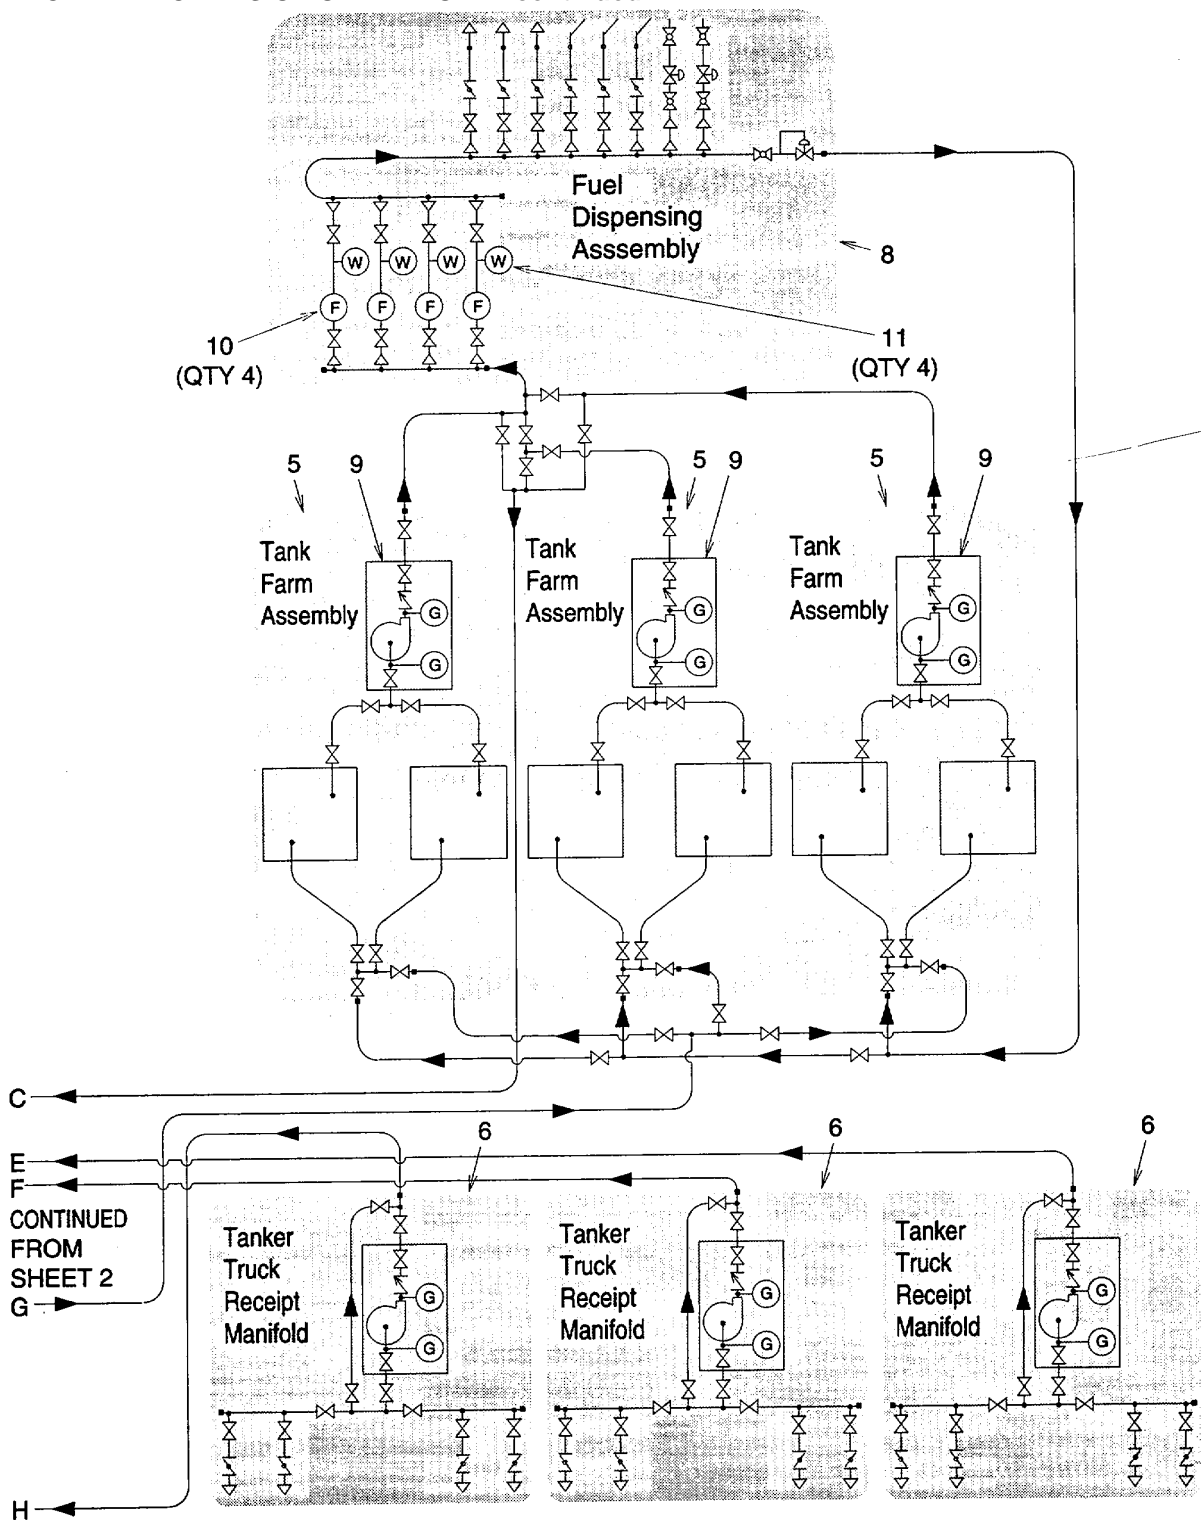 Fuel
Dispensing
Asssembly
8
W W W W
F F F F
10
(QTY 4)
11
(QTY 4)
5 9 5 9 5 9
Tank
Farm
Assembly
Tank
Farm
Assembly
Tank
Farm
Assembly
G
G
G
G
G
G
C
E
F
CONTINUED
FROM
SHEET 2
G
H
6
6
6
Tanker
Truck
Receipt
Manifold
Tanker
Truck
Receipt
Manifold
Tanker
Truck
Receipt
Manifold
G
G
G
G
G
G